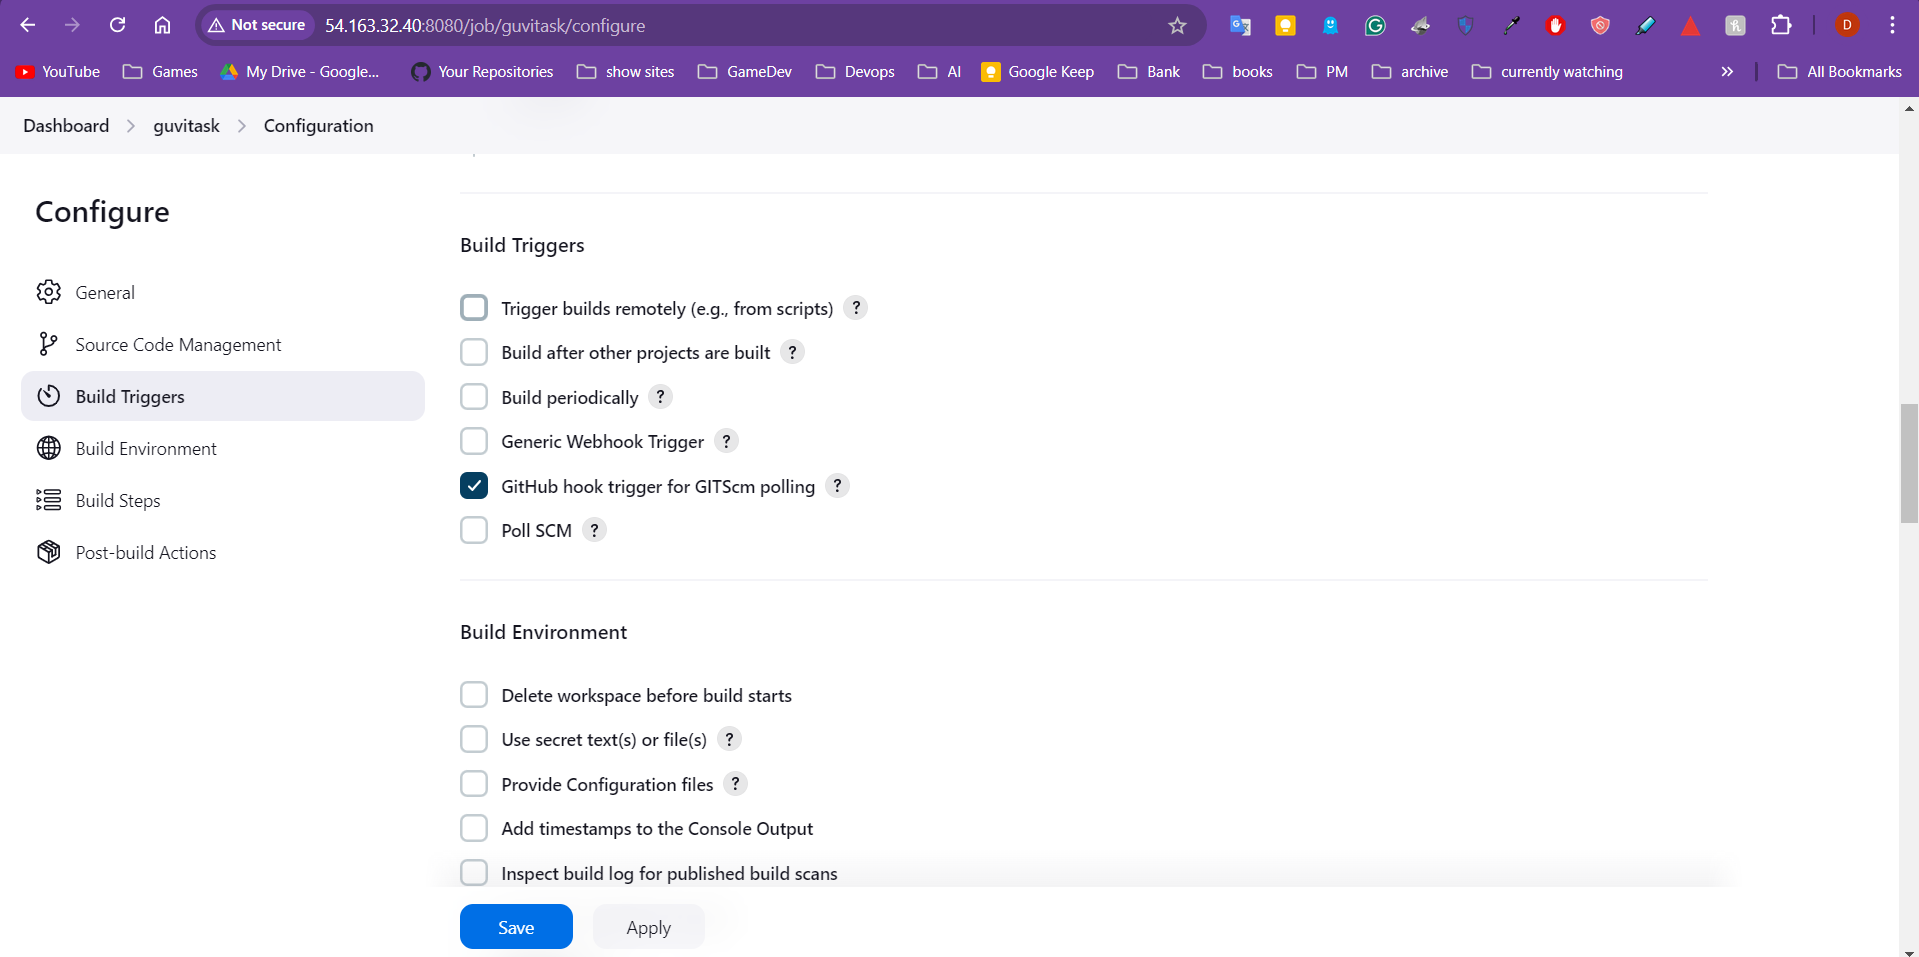 Not secure 54.163.32.40:8080/job/guvitask/configure D
YouTube Games My Drive - Google... Your Repositories show sites GameDev Devops AI Google Keep Bank books PM archive currently watching » All Bookmarks
Dashboard > guvitask > Configuration
Configure
General
Source Code Management
Build Triggers
Build Environment
Build Steps
Post-build Actions
Build Triggers
Trigger builds remotely (e.g., from scripts) ?
Build after other projects are built ?
Build periodically ?
Generic Webhook Trigger ?
GitHub hook trigger for GITScm polling ?
Poll SCM ?
Build Environment
Delete workspace before build starts
Use secret text(s) or file(s) ?
Provide Configuration files ?
Add timestamps to the Console Output
Inspect build log for published build scans
Save Apply